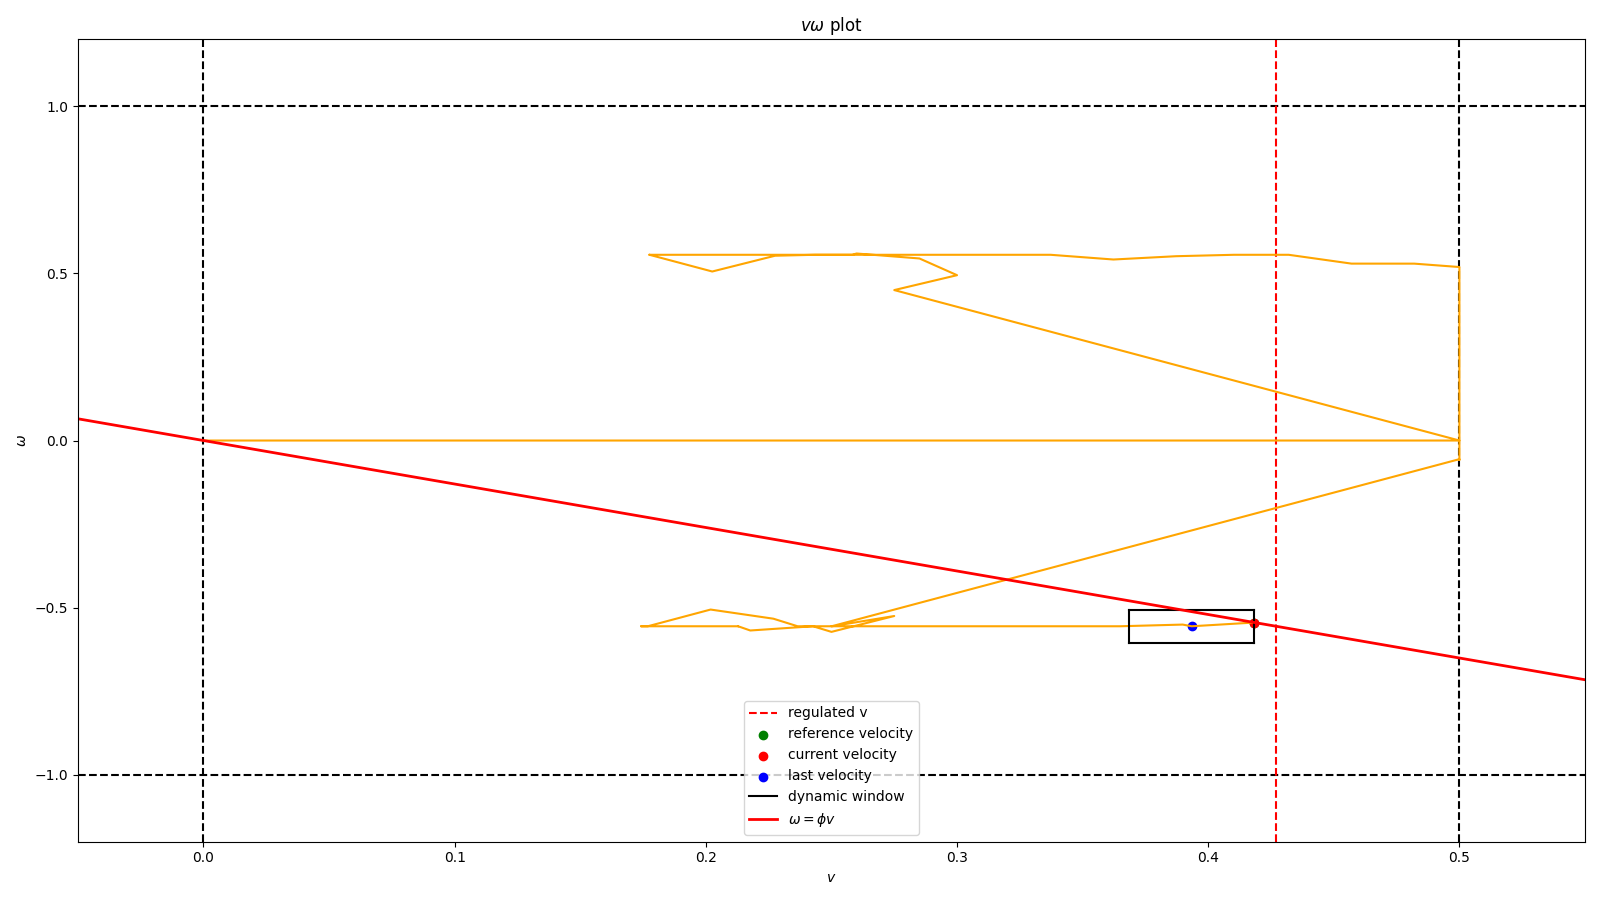 vω plot
1.0
0.5
0.0
−0.5
−1.0
ω
0.0 0.1 0.2 0.3 0.4 0.5
v
regulated v
reference velocity
current velocity
last velocity
dynamic window
ω = ϕv